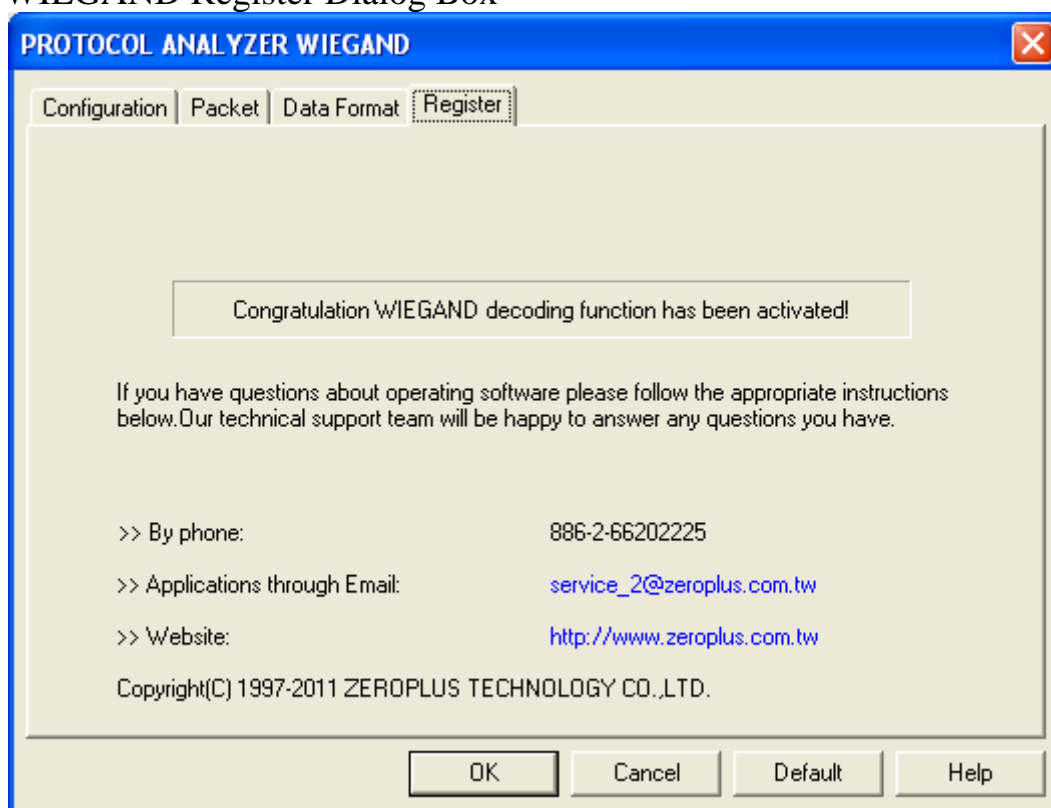 WIEGAND Register Dialog Box
PROTOCOL ANALYZER WIEGAND
Configuration Packet Data Format Register
Congratulation WIEGAND decoding function has been activated!
If you have questions about operating software please follow the appropriate instructions
below.Our technical support team will be happy to answer any questions you have.
>> By phone: 886-2-66202225
>> Applications through Email: service_2@zeroplus.com.tw
>> Website: http://www.zeroplus.com.tw
Copyright(C) 1997-2011 ZEROPLUS TECHNOLOGY CO.,LTD.
OK Cancel Default Help